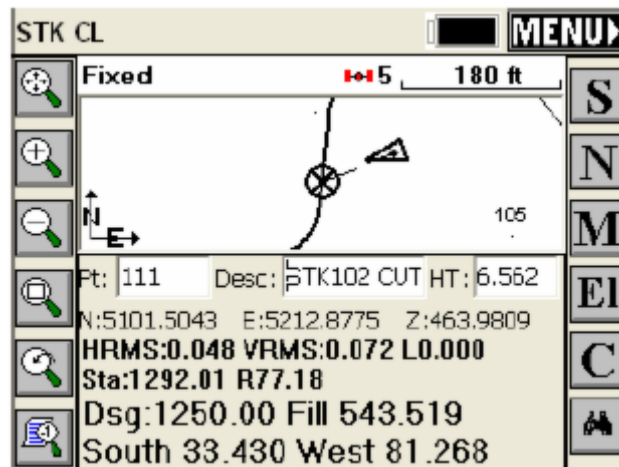 STK CL MENU
Fixed 5 180 ft
S
N
M
El
C
N
E
105
Pt: 111 Desc: STK102 CUT HT: 6.562
N:5101.5043 E:5212.8775 Z:463.9809
HRMS:0.048 VRMS:0.072 L0.000
Sta:1292.01 R77.18
Dsg:1250.00 Fill 543.519
South 33.430 West 81.268